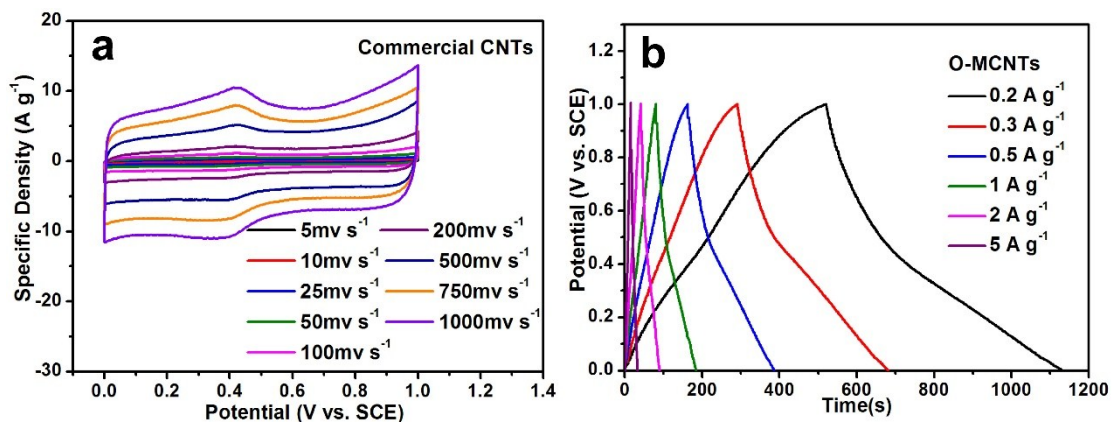 a
Commercial CNTs
Specific Density (A g-1)
20
10
0
-10
-20
-30
5mv s-1
10mv s-1
25mv s-1
50mv s-1
100mv s-1
200mv s-1
500mv s-1
750mv s-1
1000mv s-1
0.0 0.2 0.4 0.6 0.8 1.0 1.2 1.4
Potential (V vs. SCE)
b
O-MCNTs
0.2 A g-1
0.3 A g-1
0.5 A g-1
1 A g-1
2 A g-1
5 A g-1
Potential (V vs. SCE)
1.2
1.0
0.8
0.6
0.4
0.2
0.0
0 200 400 600 800 1000 1200
Time(s)